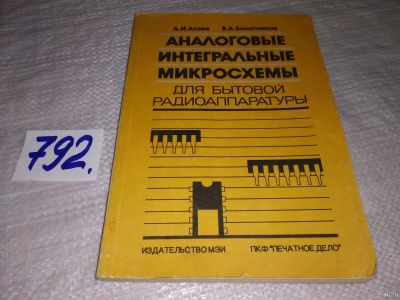 Д.И.Атаев В.А.Болотников
АНАЛОГОВЫЕ
ИНТЕГРАЛЬНЫЕ
МИКРОСХЕМЫ
ДЛЯ БЫТОВОЙ
РАДИОАППАРАТУРЫ
792.
ИЗДАТЕЛЬСТВО МЭИ ПКФ "ПЕЧАТНОЕ ДЕЛО"